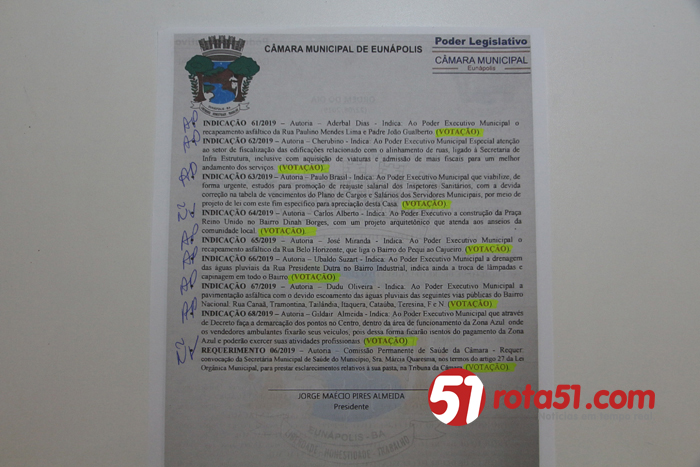 CÂMARA MUNICIPAL DE EUNÁPOLIS
Poder Legislativo
CÂMARA MUNICIPAL
Eunápolis
INDICAÇÃO 61/2019 – Autoria – Aderbal Dias - Indica: Ao Poder Executivo Municipal o
recapeamento asfáltico da Rua Paulino Mendes Lima e Padre João Gualberto (VOTAÇÃO)
INDICAÇÃO 62/2019 – Autoria – Cherubino - Indica: Ao Poder Executivo Municipal Especial atenção
ao setor de fiscalização das edificações relacionado com o alinhamento de ruas, ligado à Secretaria de
Infra Estrutura, inclusive com aquisição de viaturas e admissão de mais fiscais para um melhor
andamento dos serviços. (VOTAÇÃO).
INDICAÇÃO 63/2019 – Autoria – Paulo Brasil - Indica: Ao Poder Executivo Municipal que viabilize, de
forma urgente, estudos para promoção de reajuste salarial dos Inspetores Sanitários, com a devida
correção na tabela de vencimentos do Plano de Cargos e Salários dos Servidores Municipais, por meio de
projeto de lei com este fim específico para apreciação desta Casa. (VOTAÇÃO).
INDICAÇÃO 64/2019 – Autoria – Carlos Alberto - Indica: Ao Poder Executivo a construção da Praça
Reino Unido no Bairro Dinah Borges, com um projeto arquitetônico que atenda aos anseios da
comunidade local. (VOTAÇÃO).
INDICAÇÃO 65/2019 – Autoria – José Miranda - Indica: Ao Poder Executivo Municipal o
recapeamento asfáltico da Rua Belo Horizonte, que liga o Bairro do Pequi ao Cajueiro. (VOTAÇÃO)
INDICAÇÃO 66/2019 – Autoria – Ubaldo Suzart - Indica: Ao Poder Executivo Municipal a drenagem
das águas pluviais da Rua Presidente Dutra no Bairro Industrial, indica ainda a troca de lâmpadas e
capinagem em todo o Bairro (VOTAÇÃO)
INDICAÇÃO 67/2019 – Autoria – Dudu Oliveira - Indica: Ao Poder Executivo Municipal a
pavimentação asfáltica com o devido escoamento das águas pluviais das seguintes vias públicas do Bairro
Nacional, Rua Canaã, Tramontina, Tailândia, Itaquera, Catauba, Teresina, F e N (VOTAÇÃO)
INDICAÇÃO 68/2019 – Autoria – Gildair Almeida - Indica: Ao Poder Executivo Municipal que através
de Decreto faça a demarcação dos pontos no Centro, dentro da área de funcionamento da Zona Azul onde
os vendedores ambulantes fixarão seus veículos, pois dessa forma ficarão isentos do pagamento da Zona
Azul e poderão exercer suas atividades profissionais. (VOTAÇÃO)
REQUERIMENTO 06/2019 – Autoria – Comissão Permanente de Saúde da Câmara - Requer
convocação da Secretária Municipal de Saúde do Município, Sra. Márcia Quaresma, nos termos do artigo 27 da Lei
Orgânica Municipal, para prestar esclarecimentos relativos a sua pasta, na Tribuna da Câmara. (VOTAÇÃO).
JORGE MAÉCIO PIRES ALMEIDA
Presidente
EUNÁPOLIS-BA
51 rota51.com